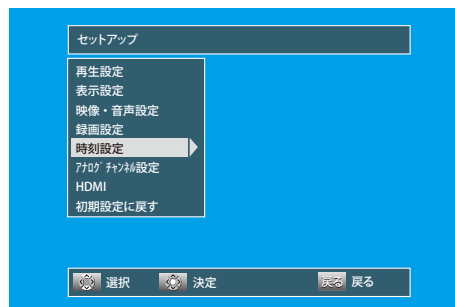 セットアップ
再生設定
表示設定
映像・音声設定
録画設定
時刻設定
ｱﾅﾛｸﾞﾁｬﾝﾈﾙ設定
HDMI
初期設定に戻す
選択 決定 戻る 戻る